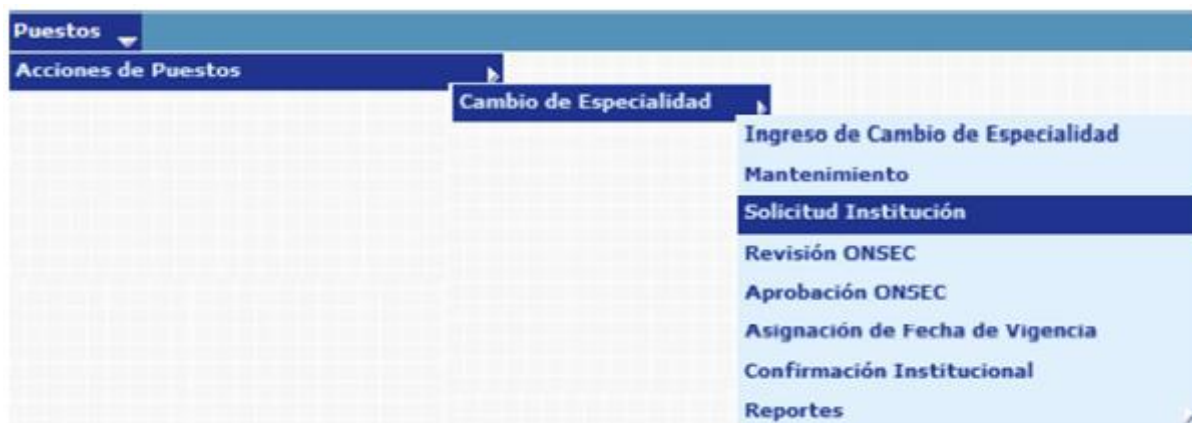 Puestos
Acciones de Puestos
Cambio de Especialidad
Ingreso de Cambio de Especialidad
Mantenimiento
Solicitud Institución
Revisión ONSEC
Aprobación ONSEC
Asignación de Fecha de Vigencia
Confirmación Institucional
Reportes